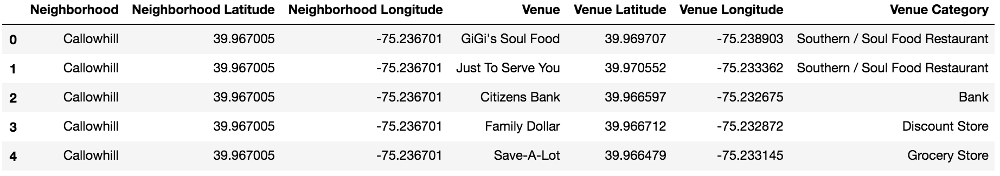 Neighborhood Neighborhood Latitude Neighborhood Longitude Venue Venue Latitude Venue Longitude Venue Category
0 Callowhill 39.967005 -75.236701 GiGi's Soul Food 39.969707 -75.238903 Southern / Soul Food Restaurant
1 Callowhill 39.967005 -75.236701 Just To Serve You 39.970552 -75.233362 Southern / Soul Food Restaurant
2 Callowhill 39.967005 -75.236701 Citizens Bank 39.966597 -75.232675 Bank
3 Callowhill 39.967005 -75.236701 Family Dollar 39.966712 -75.232872 Discount Store
4 Callowhill 39.967005 -75.236701 Save-A-Lot 39.966479 -75.233145 Grocery Store